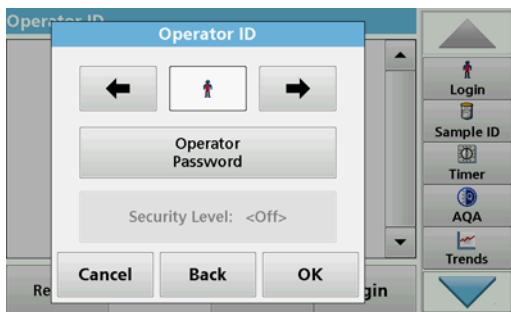 Operator ID
Operator ID
Login
Sample ID
Operator
Password
Timer
Security Level: <Off>
AQA
Trends
Cancel
Back
OK